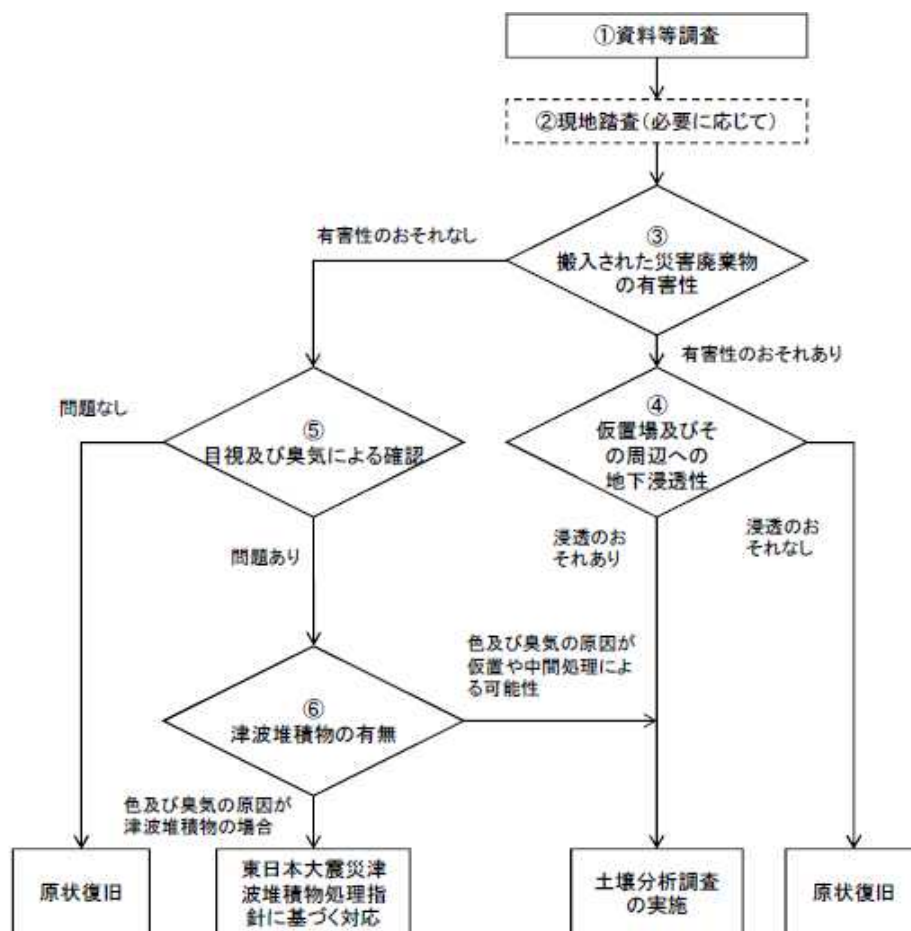 ①資料等調査
②現地踏査(必要に応じて)
有害性のおそれなし
③
搬入された災害廃棄物
の有害性
有害性のおそれあり
問題なし
⑤
目視及び臭気による確認
④
仮置場及びそ
の周辺への
地下浸透性
問題あり
浸透のお
それあり
浸透のお
それなし
色及び臭気の原因が
仮置や中間処理によ
る可能性
⑥
津波堆積物の有無
色及び臭気の原因が
津波堆積物の場合
原状復旧
東日本大震災津
波堆積物処理指
針に基づく対応
土壌分析調査
の実施
原状復旧